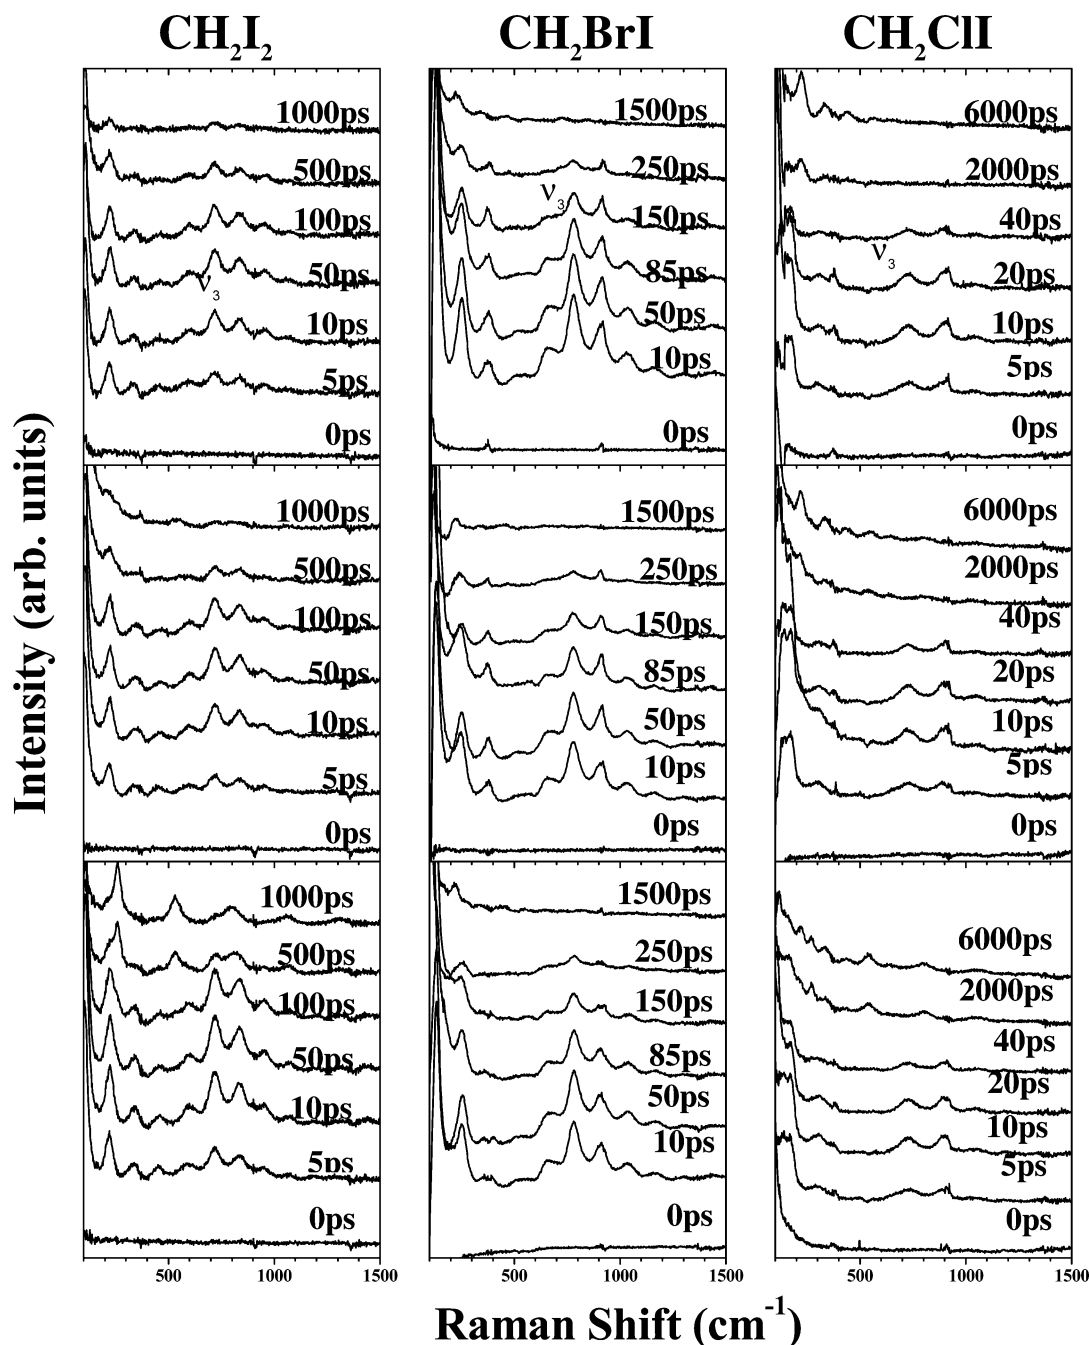 CH2I2 CH2BrI CH2ClI
1000ps 1500ps 6000ps
500ps 250ps 2000ps
ν3
100ps 150ps 40ps
ν3
50ps 85ps 20ps
ν3
10ps 50ps 10ps
5ps 10ps 5ps
0ps 0ps 0ps
1000ps 1500ps 6000ps
500ps 250ps 2000ps
100ps 150ps 40ps
50ps 85ps 20ps
10ps 50ps 10ps
5ps 10ps 5ps
0ps 0ps 0ps
1000ps 1500ps 6000ps
500ps 250ps 2000ps
100ps 150ps 40ps
50ps 85ps 20ps
10ps 50ps 10ps
5ps 10ps 5ps
0ps 0ps 0ps
500 1000 1500 500 1000 1500 500 1000 1500
Intensity (arb. units)
Raman Shift (cm-1)